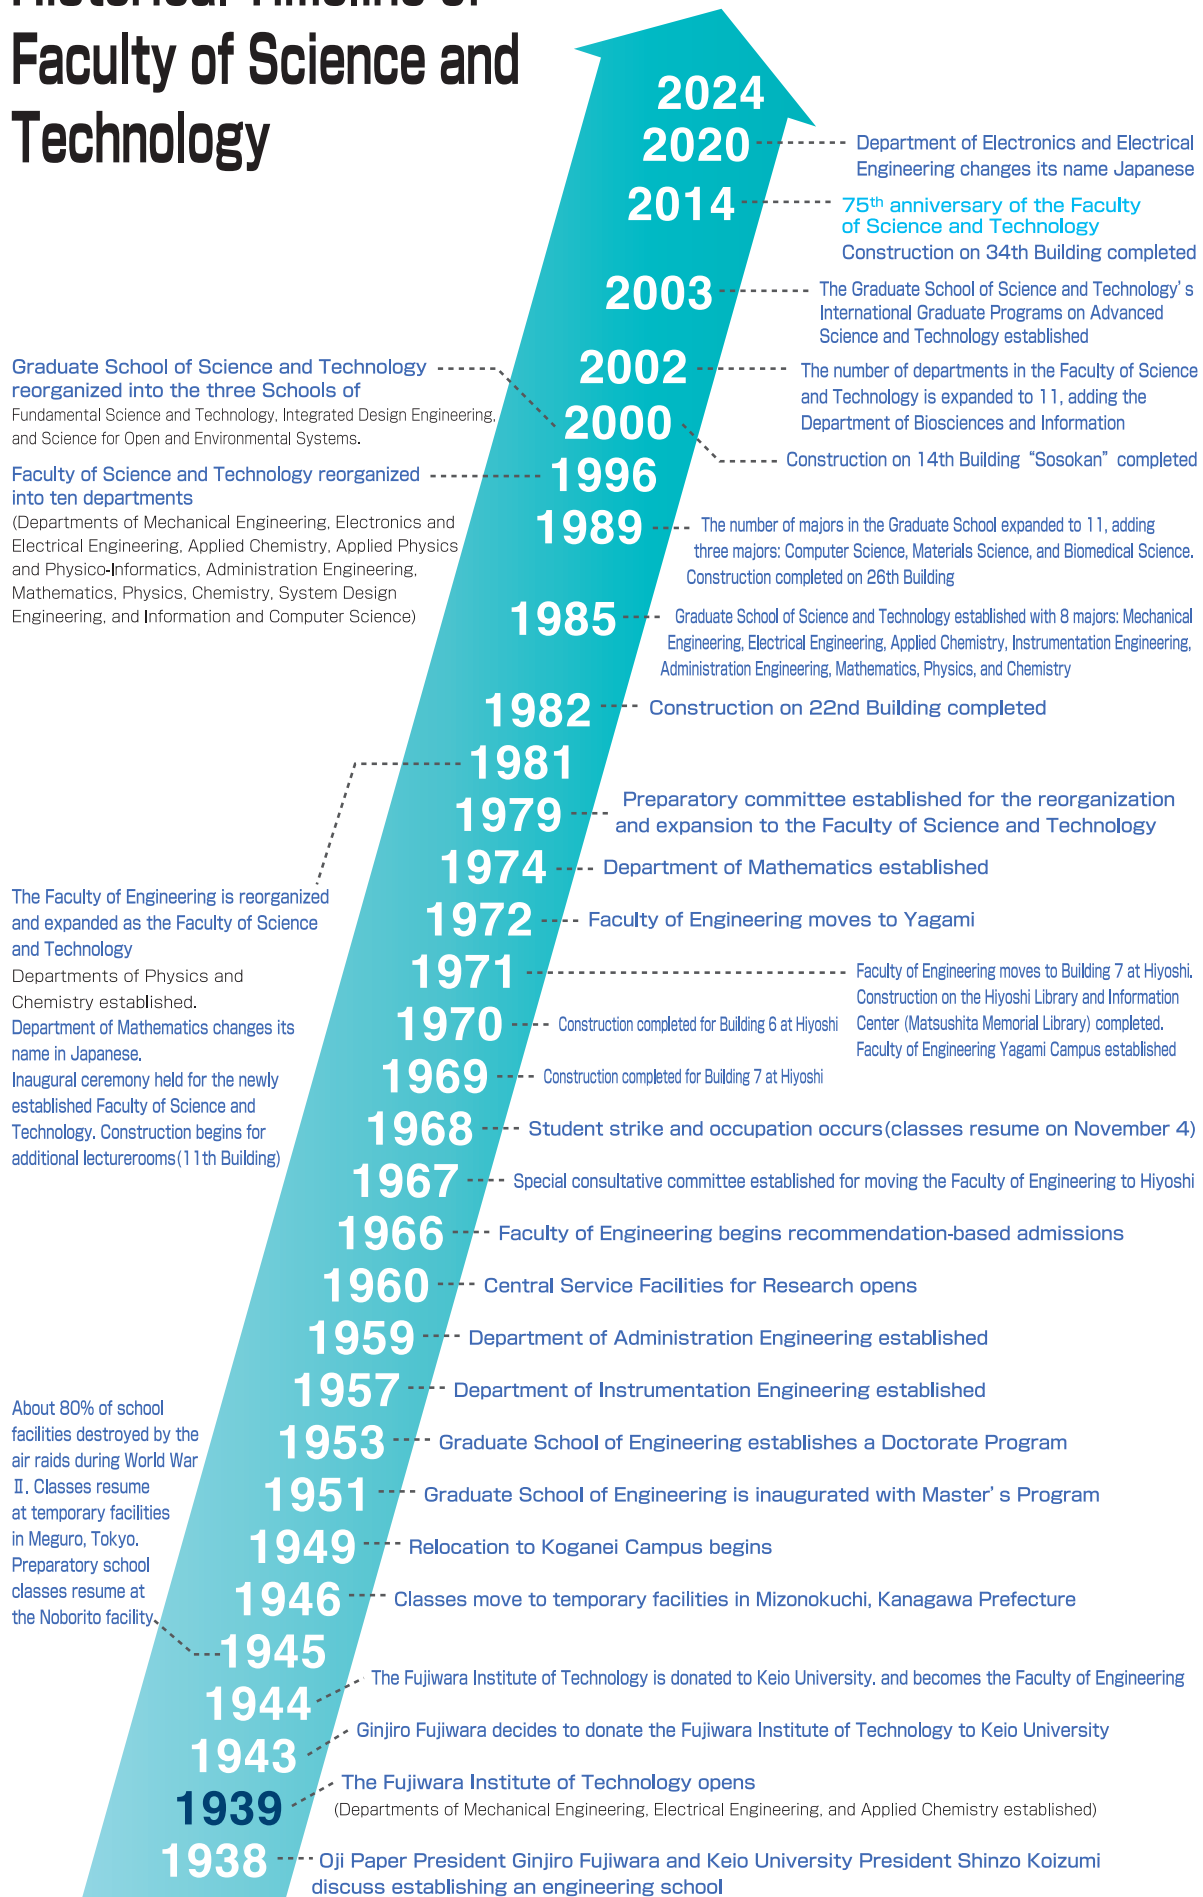 Historical Timeline of
Faculty of Science and
Technology
2024
2020
Department of Electronics and Electrical
Engineering changes its name Japanese
2014
75th anniversary of the Faculty
of Science and Technology
Construction on 34th Building completed
2003
The Graduate School of Science and Technology's
International Graduate Programs on Advanced
Science and Technology established
2002
The number of departments in the Faculty of Science
and Technology is expanded to 11, adding the
Department of Biosciences and Information
Graduate School of Science and Technology
reorganized into the three Schools of
Fundamental Science and Technology, Integrated Design Engineering,
and Science for Open and Environmental Systems.
2000
Construction on 14th Building “Sosokan” completed
Faculty of Science and Technology reorganized
into ten departments
(Departments of Mechanical Engineering, Electronics and
Electrical Engineering, Applied Chemistry, Applied Physics
and Physico-Informatics, Administration Engineering,
Mathematics, Physics, Chemistry, System Design
Engineering, and Information and Computer Science)
1996
1989
The number of majors in the Graduate School expanded to 11, adding
three majors: Computer Science, Materials Science, and Biomedical Science.
Construction completed on 26th Building
1985
Graduate School of Science and Technology established with 8 majors: Mechanical
Engineering, Electrical Engineering, Applied Chemistry, Instrumentation Engineering,
Administration Engineering, Mathematics, Physics, and Chemistry
1982
Construction on 22nd Building completed
1981
The Faculty of Engineering is reorganized
and expanded as the Faculty of Science
and Technology
Departments of Physics and
Chemistry established.
Department of Mathematics changes its
name in Japanese.
Inaugural ceremony held for the newly
established Faculty of Science and
Technology. Construction begins for
additional lecturerooms(11th Building)
1979
Preparatory committee established for the reorganization
and expansion to the Faculty of Science and Technology
1974
Department of Mathematics established
1972
Faculty of Engineering moves to Yagami
1971
Faculty of Engineering moves to Building 7 at Hiyoshi.
Construction on the Hiyoshi Library and Information
Center (Matsushita Memorial Library) completed.
Faculty of Engineering Yagami Campus established
1970
Construction completed for Building 6 at Hiyoshi
1969
Construction completed for Building 7 at Hiyoshi
1968
Student strike and occupation occurs(classes resume on November 4)
1967
Special consultative committee established for moving the Faculty of Engineering to Hiyoshi
1966
Faculty of Engineering begins recommendation-based admissions
1960
Central Service Facilities for Research opens
1959
Department of Administration Engineering established
1957
Department of Instrumentation Engineering established
1953
Graduate School of Engineering establishes a Doctorate Program
1951
Graduate School of Engineering is inaugurated with Master's Program
1949
Relocation to Koganei Campus begins
1946
Classes move to temporary facilities in Mizonokuchi, Kanagawa Prefecture
About 80% of school
facilities destroyed by the
air raids during World War
Ⅱ. Classes resume
at temporary facilities
in Meguro, Tokyo.
Preparatory school
classes resume at
the Noborito facility
1945
1944
The Fujiwara Institute of Technology is donated to Keio University. and becomes the Faculty of Engineering
1943
Ginjiro Fujiwara decides to donate the Fujiwara Institute of Technology to Keio University
1939
The Fujiwara Institute of Technology opens
(Departments of Mechanical Engineering, Electrical Engineering, and Applied Chemistry established)
1938
Oji Paper President Ginjiro Fujiwara and Keio University President Shinzo Koizumi
discuss establishing an engineering school